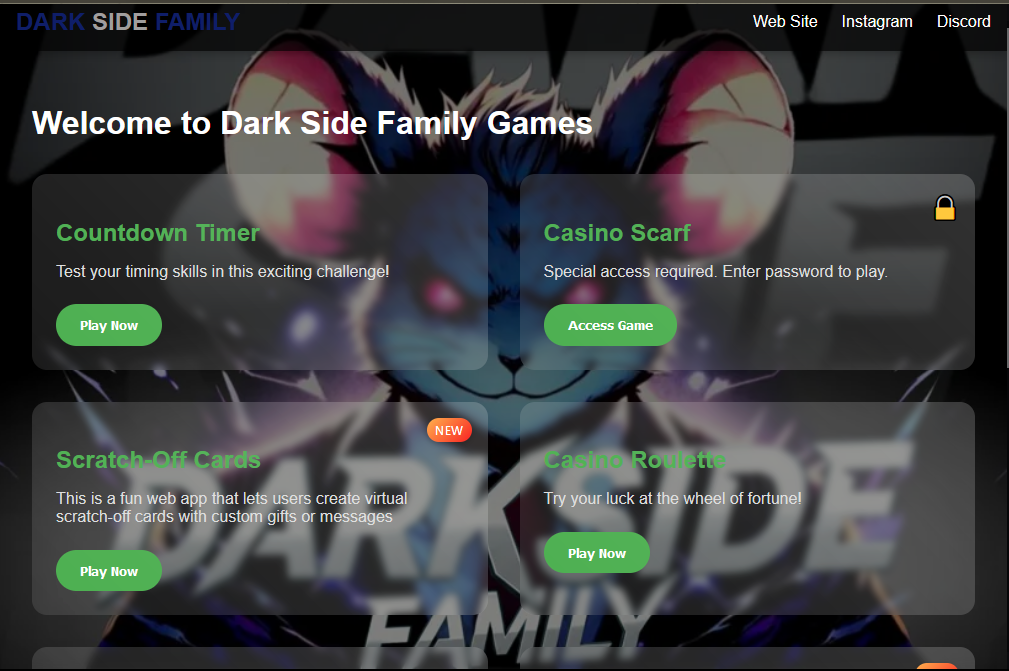 DARK SIDE FAMILY
Web Site Instagram Discord
Welcome to Dark Side Family Games
Countdown Timer
Test your timing skills in this exciting challenge!
Play Now
Casino Scarf
Special access required. Enter password to play.
Access Game
NEW
Scratch-Off Cards
This is a fun web app that lets users create virtual
scratch-off cards with custom gifts or messages
Play Now
Casino Roulette
Try your luck at the wheel of fortune!
Play Now
DARK SIDE
FAMILY